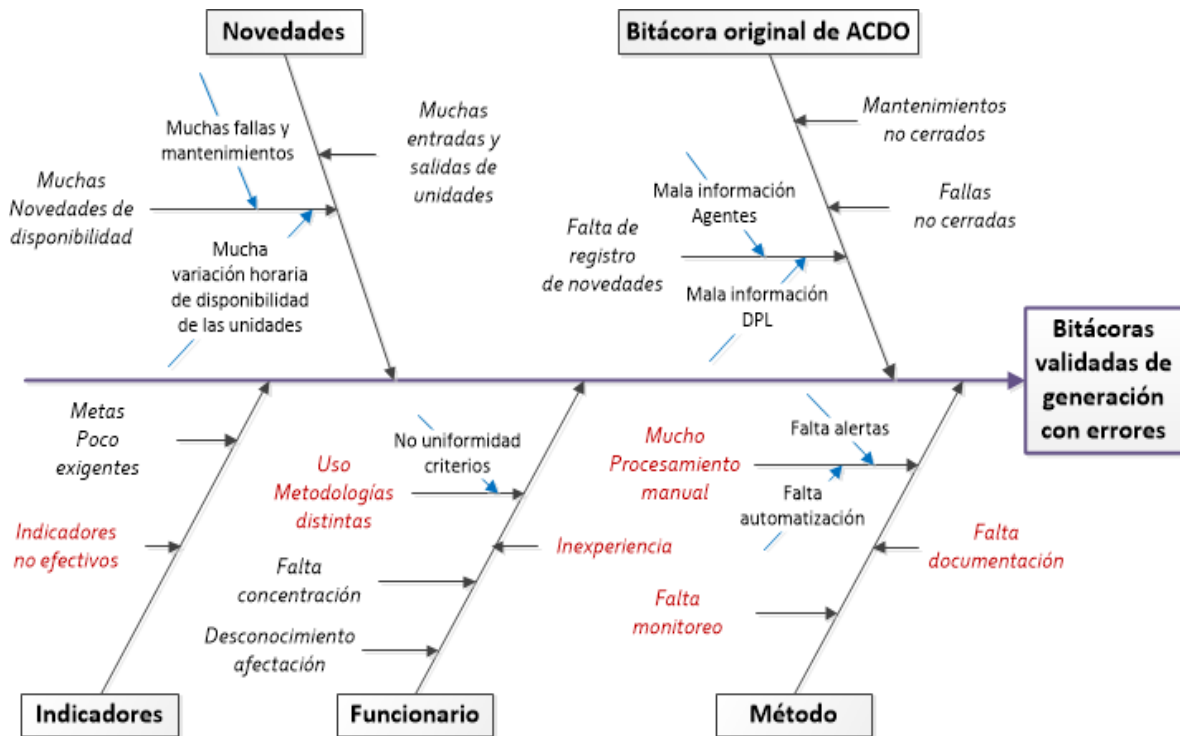 Novedades
Bitácora original de ACDO
Muchas fallas y
mantenimientos
Muchas
entradas y
salidas de
unidades
Muchas
Novedades de
disponibilidad
Mucha
variación horaria
de disponibilidad
de las unidades
Mantenimientos
no cerrados
Mala información
Agentes
Fallas
no cerradas
Falta de
registro
de novedades
Mala información
DPL
Bitácoras
validadas de
generación
con errores
Metas
Poco
exigentes
Indicadores
no efectivos
No uniformidad
criterios
Uso
Metodologías
distintas
Inexperiencia
Falta
concentración
Desconocimiento
afectación
Falta alertas
Mucho
Procesamiento
manual
Falta
automatización
Falta
documentación
Falta
monitoreo
Indicadores
Funcionario
Método